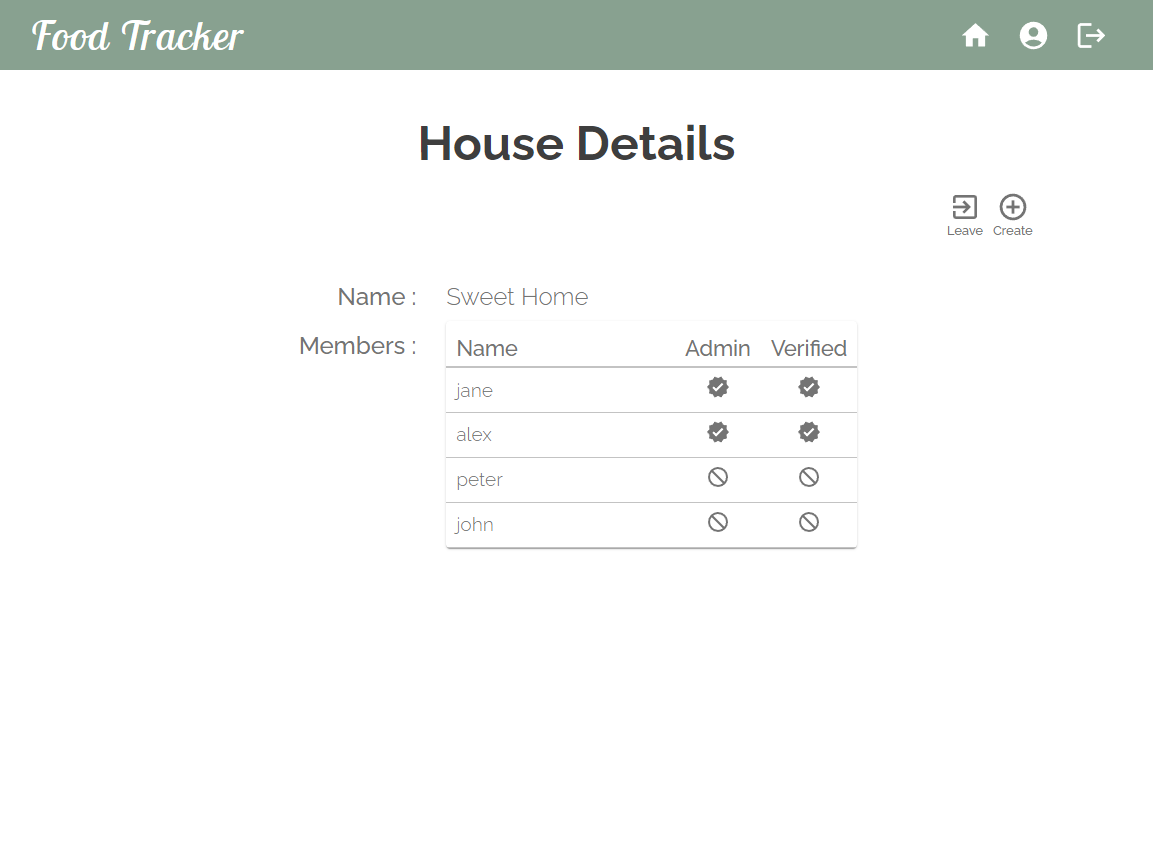 Food Tracker
House Details
Leave Create
Name : Sweet Home
Members :
Name Admin Verified
jane
alex
peter
john